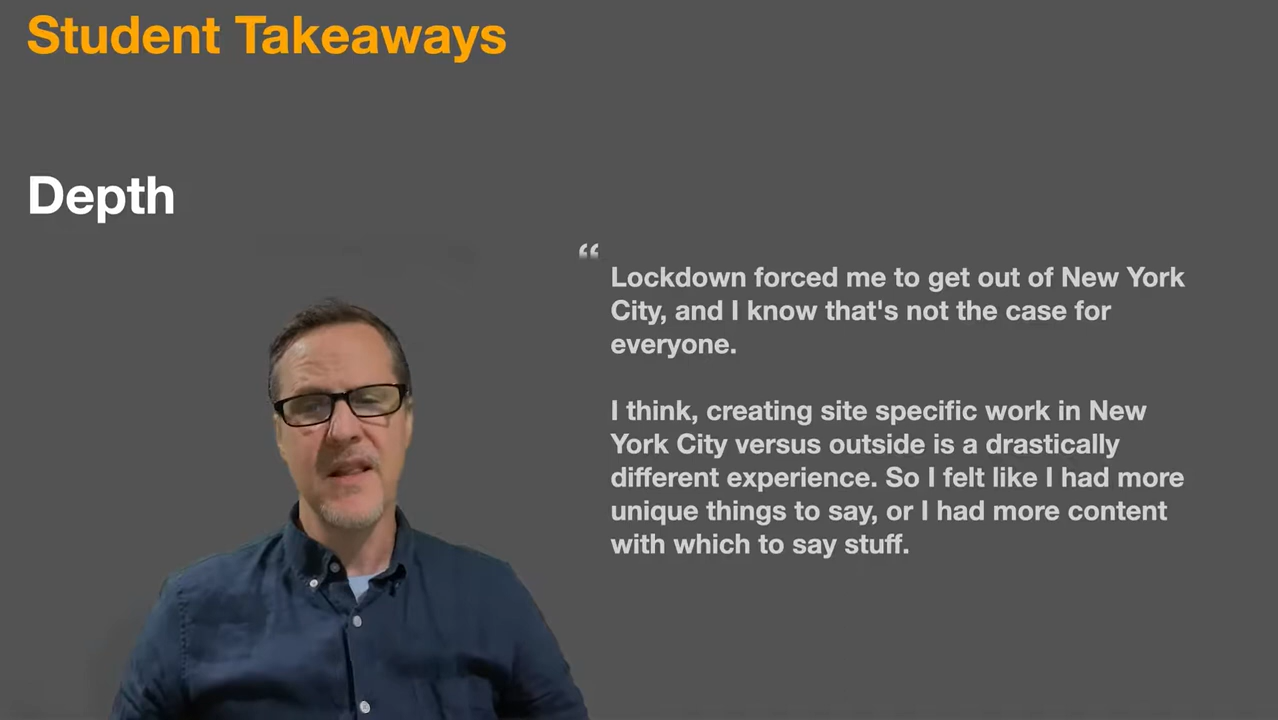 Student Takeaways
Depth
“
Lockdown forced me to get out of New York
City, and I know that's not the case for
everyone.
I think, creating site specific work in New
York City versus outside is a drastically
different experience. So I felt like I had more
unique things to say, or I had more content
with which to say stuff.